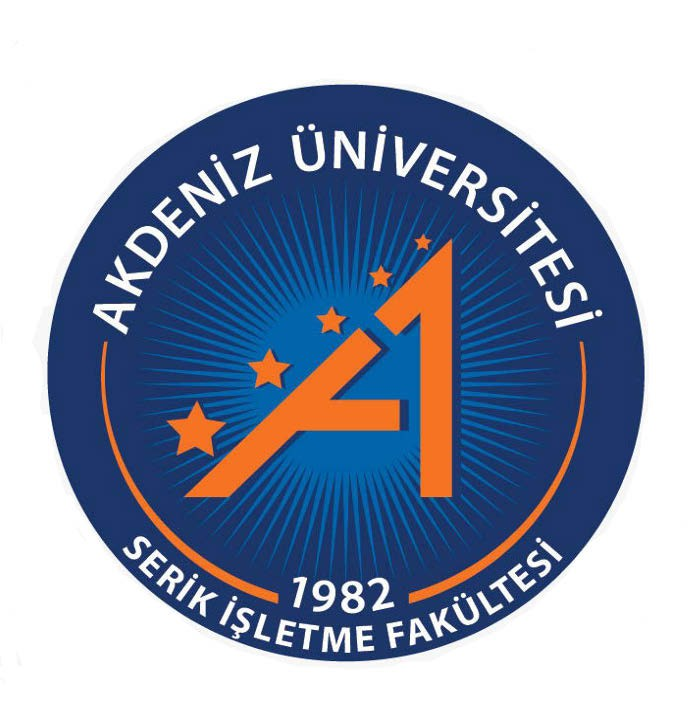 AKDENİZ ÜNİVERSİTESİ
1982
SERİK İŞLETME FAKÜLTESİ